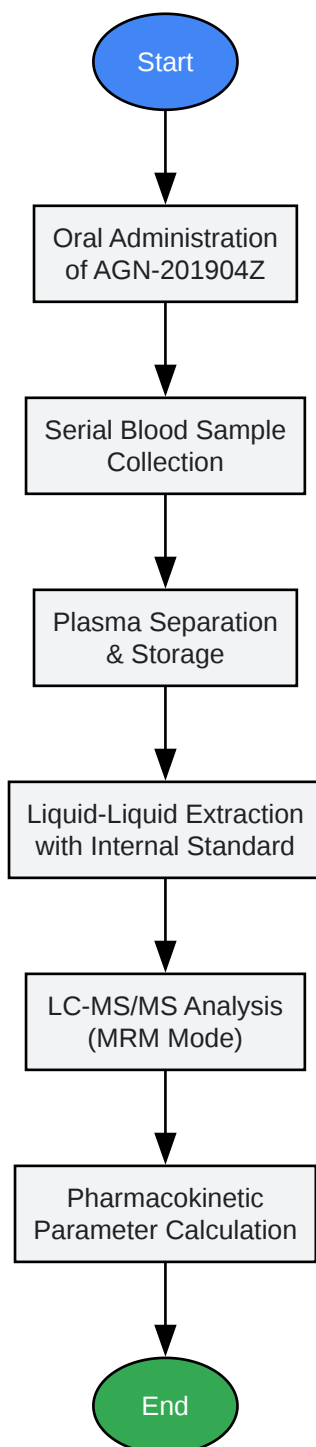 Start
Oral Administration
of AGN-201904Z
Serial Blood Sample
Collection
Plasma Separation
& Storage
Liquid-Liquid Extraction
with Internal Standard
LC-MS/MS Analysis
(MRM Mode)
Pharmacokinetic
Parameter Calculation
End